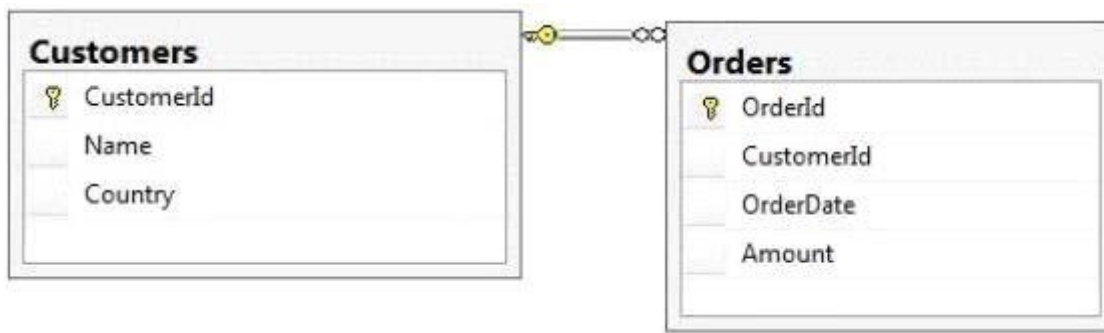 Customers
CustomerId
Name
Country
Orders
OrderId
CustomerId
OrderDate
Amount